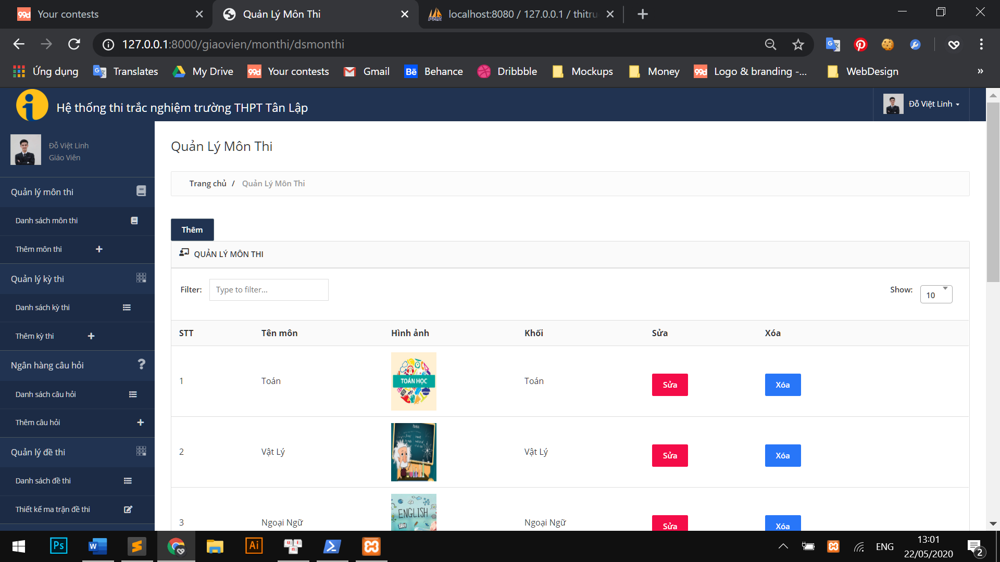 Your contests
Quản Lý Môn Thi
localhost:8080 / 127.0.0.1 / thitru
127.0.0.1:8000/giaovien/monthi/dsmonthi
Ứng dụng
Translates
My Drive
Your contests
Gmail
Behance
Dribbble
Mockups
Money
Logo & branding -...
WebDesign
»
Hệ thống thi trắc nghiệm trường THPT Tân Lập
Đỗ Việt Linh
Đỗ Việt Linh
Giáo Viên
Quản lý môn thi
Danh sách môn thi
Thêm môn thi
Quản lý kỳ thi
Danh sách kỳ thi
Thêm kỳ thi
Ngân hàng câu hỏi
Danh sách câu hỏi
Thêm câu hỏi
Quản lý đề thi
Danh sách đề thi
Thiết kế ma trận đề thi
Quản Lý Môn Thi
Trang chủ / Quản Lý Môn Thi
Thêm
QUẢN LÝ MÔN THI
Filter: Type to filter...
Show: 10
STT Tên môn Hình ảnh Khối Sửa Xóa
1 Toán TOÁN HỌC Toán Sửa Xóa
2 Vật Lý Vật Lý Sửa Xóa
3 Ngoại Ngữ ENGLISH Ngoại Ngữ Sửa Xóa
ENG
13:01
22/05/2020
2